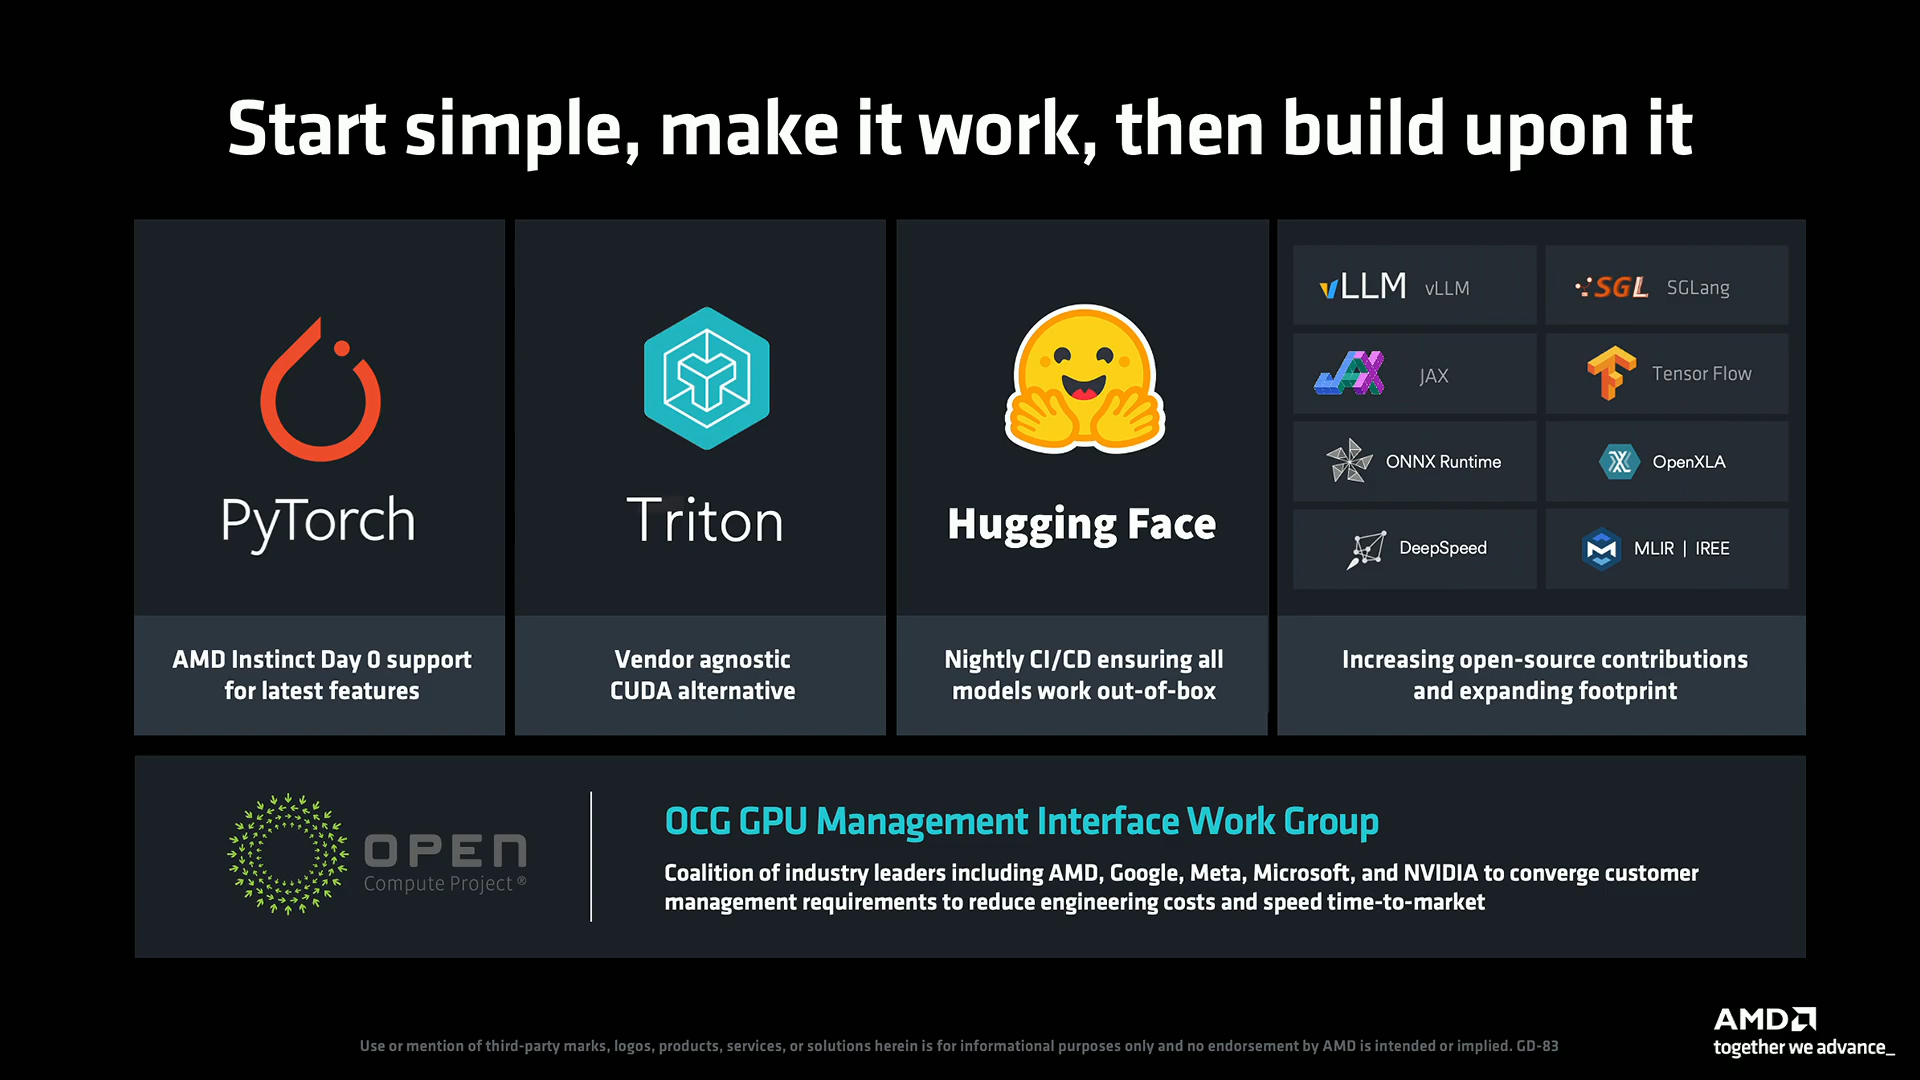 Start simple, make it work, then build upon it
PyTorch
AMD Instinct Day 0 support
for latest features
Triton
Vendor agnostic
CUDA alternative
Hugging Face
Nightly CI/CD ensuring all
models work out-of-box
vLLM vLLM
SGL SGLang
JAX JAX
Tensor Flow
ONNX Runtime
OpenXLA
DeepSpeed
MLIR | IREE
Increasing open-source contributions
and expanding footprint
OPEN
Compute Project ®
OCG GPU Management Interface Work Group
Coalition of industry leaders including AMD, Google, Meta, Microsoft, and NVIDIA to converge customer
management requirements to reduce engineering costs and speed time-to-market
Use or mention of third-party marks, logos, products, services, or solutions herein is for informational purposes only and no endorsement by AMD is intended or implied. GD-83
AMD
together we advance_